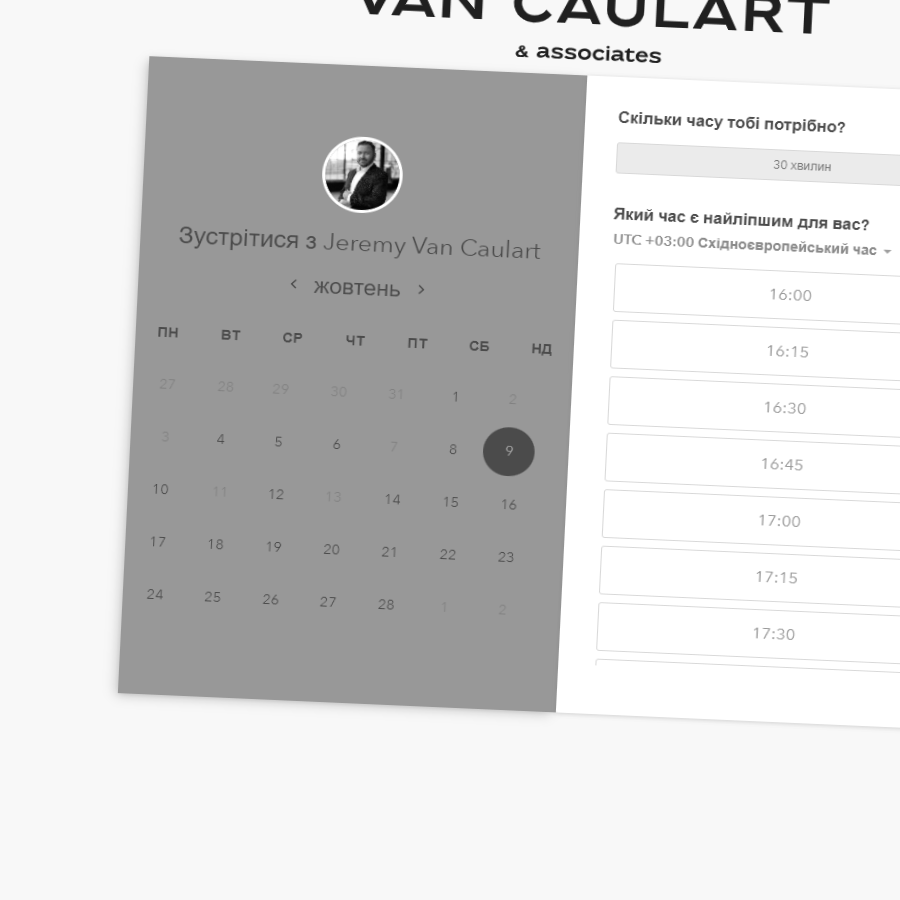 VAN CAULART
& associates
Зустрітися з Jeremy Van Caulart
жовтень
ПН ВТ СР ЧТ ПТ СБ НД
27 28 29 30 31 1 2
3 4 5 6 7 8 9
10 11 12 13 14 15 16
17 18 19 20 21 22 23
24 25 26 27 28 1 2
Скільки часу тобі потрібно?
30 хвилин
Який час є найліпшим для вас?
UTC +03:00 Східноєвропейський час
16:00
16:15
16:30
16:45
17:00
17:15
17:30